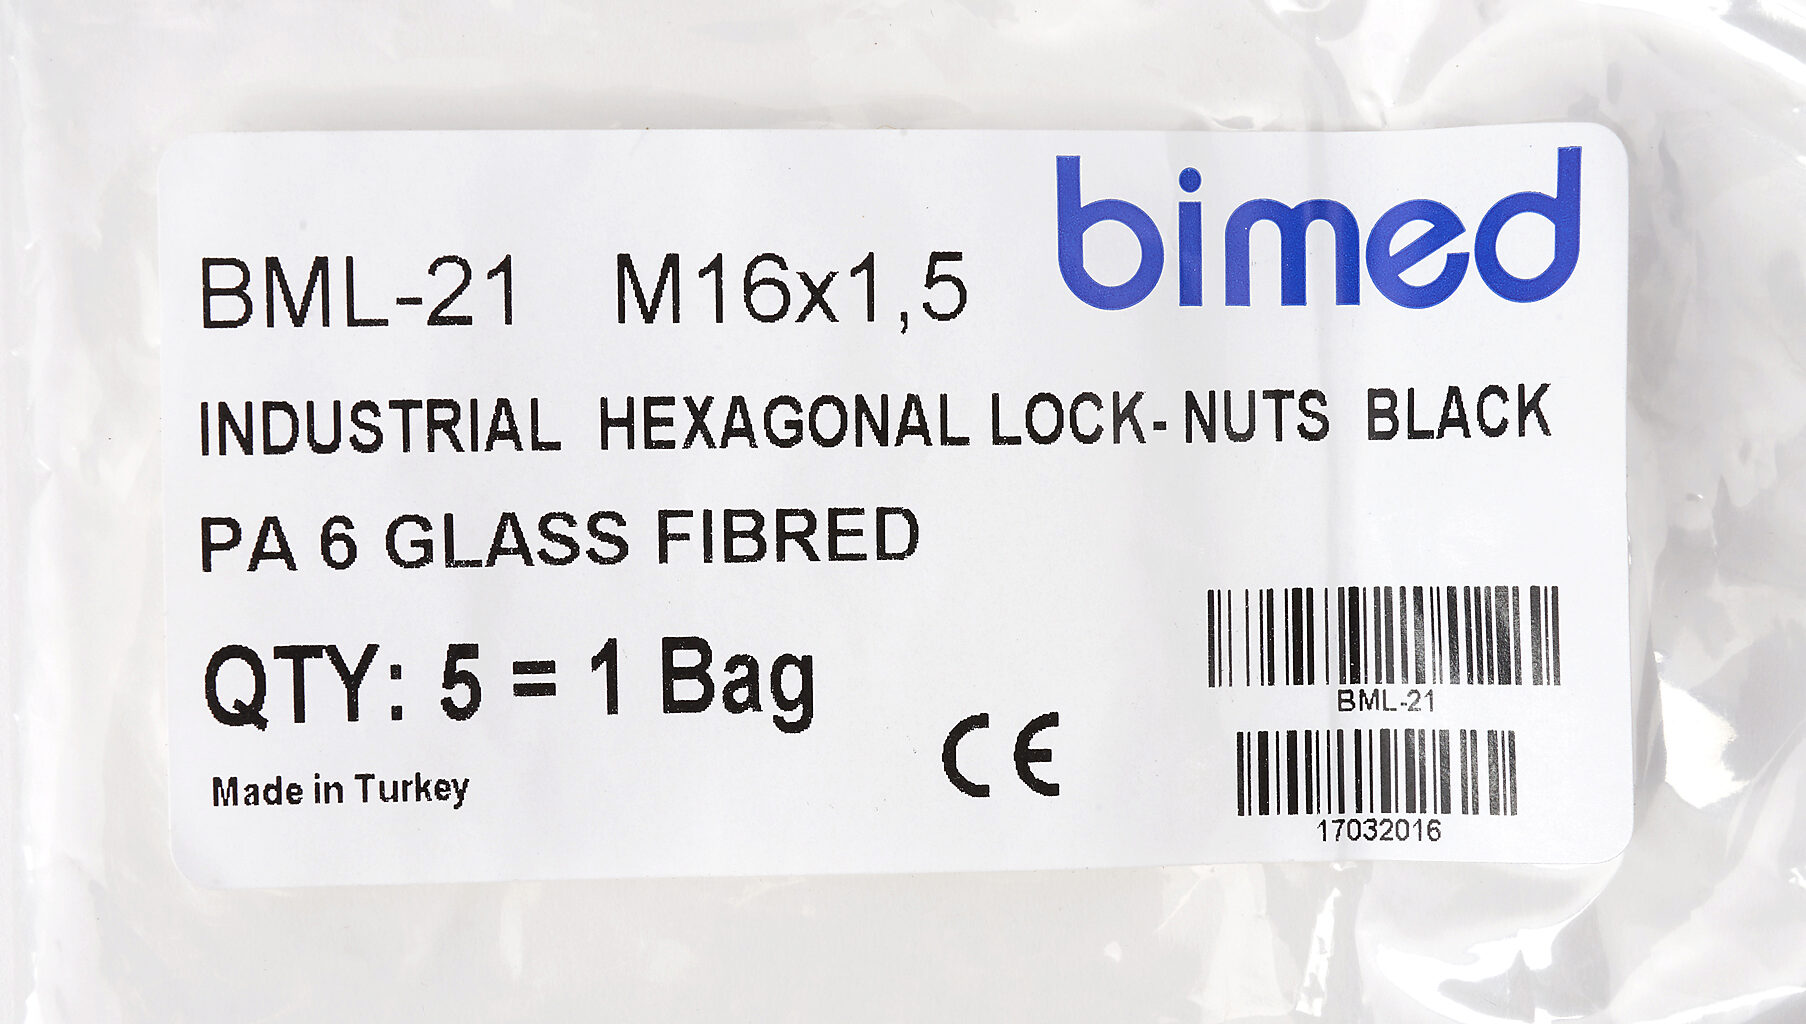 bimed
BML-21 M16x1,5
INDUSTRIAL HEXAGONAL LOCK- NUTS BLACK
PA 6 GLASS FIBRED
QTY: 5 = 1 Bag
BML-21
CE
Made in Turkey
17032016